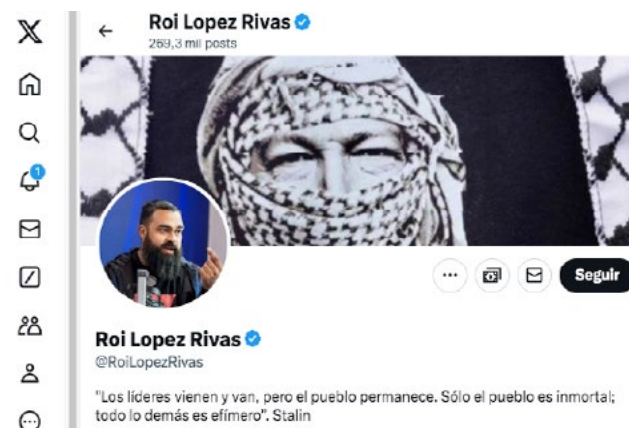 Roi Lopez Rivas
269,3 mil posts
1
Seguir
Roi Lopez Rivas
@RoiLopezRivas
"Los líderes vienen y van, pero el pueblo permanece. Sólo el pueblo es inmortal;
todo lo demás es efímero". Stalin